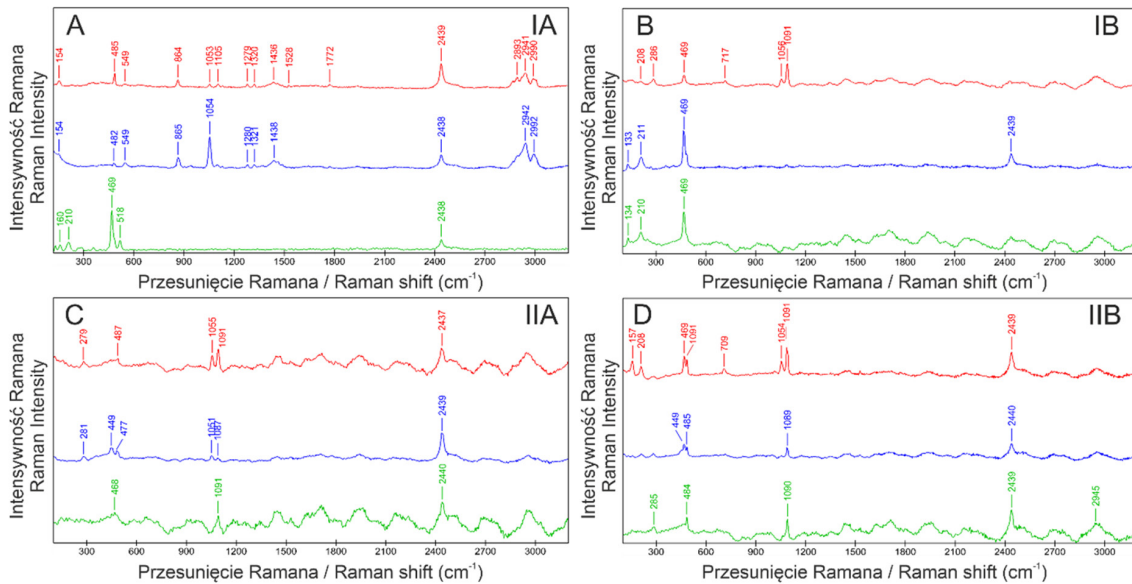 A IA
Intensywność Ramana
Raman Intensity
154 485 549 864 1053 1105 1279 1320 1436 1528 1772 2439 2893 2941 2990
154 482 549 865 1054 1280 1321 1438 2438 2942 2992
160 210 469 518 2438
300 600 900 1200 1500 1800 2100 2400 2700 3000
Przesunięcie Ramana / Raman shift (cm-1)
B IB
Intensywność Ramana
Raman Intensity
208 286 469 717 1056 1091
133 211 469 2439
134 210 469
300 600 900 1200 1500 1800 2100 2400 2700 3000
Przesunięcie Ramana / Raman shift (cm-1)
C IIA
Intensywność Ramana
Raman Intensity
279 487 1055 1091 2437
281 449 477 1051 1087 2439
468 1091 2440
300 600 900 1200 1500 1800 2100 2400 2700 3000
Przesunięcie Ramana / Raman shift (cm-1)
D IIB
Intensywność Ramana
Raman Intensity
157 208 469 1091 709 1054 1091 2439
449 485 1089 2440
285 484 1090 2439 2945
300 600 900 1200 1500 1800 2100 2400 2700 3000
Przesunięcie Ramana / Raman shift (cm-1)